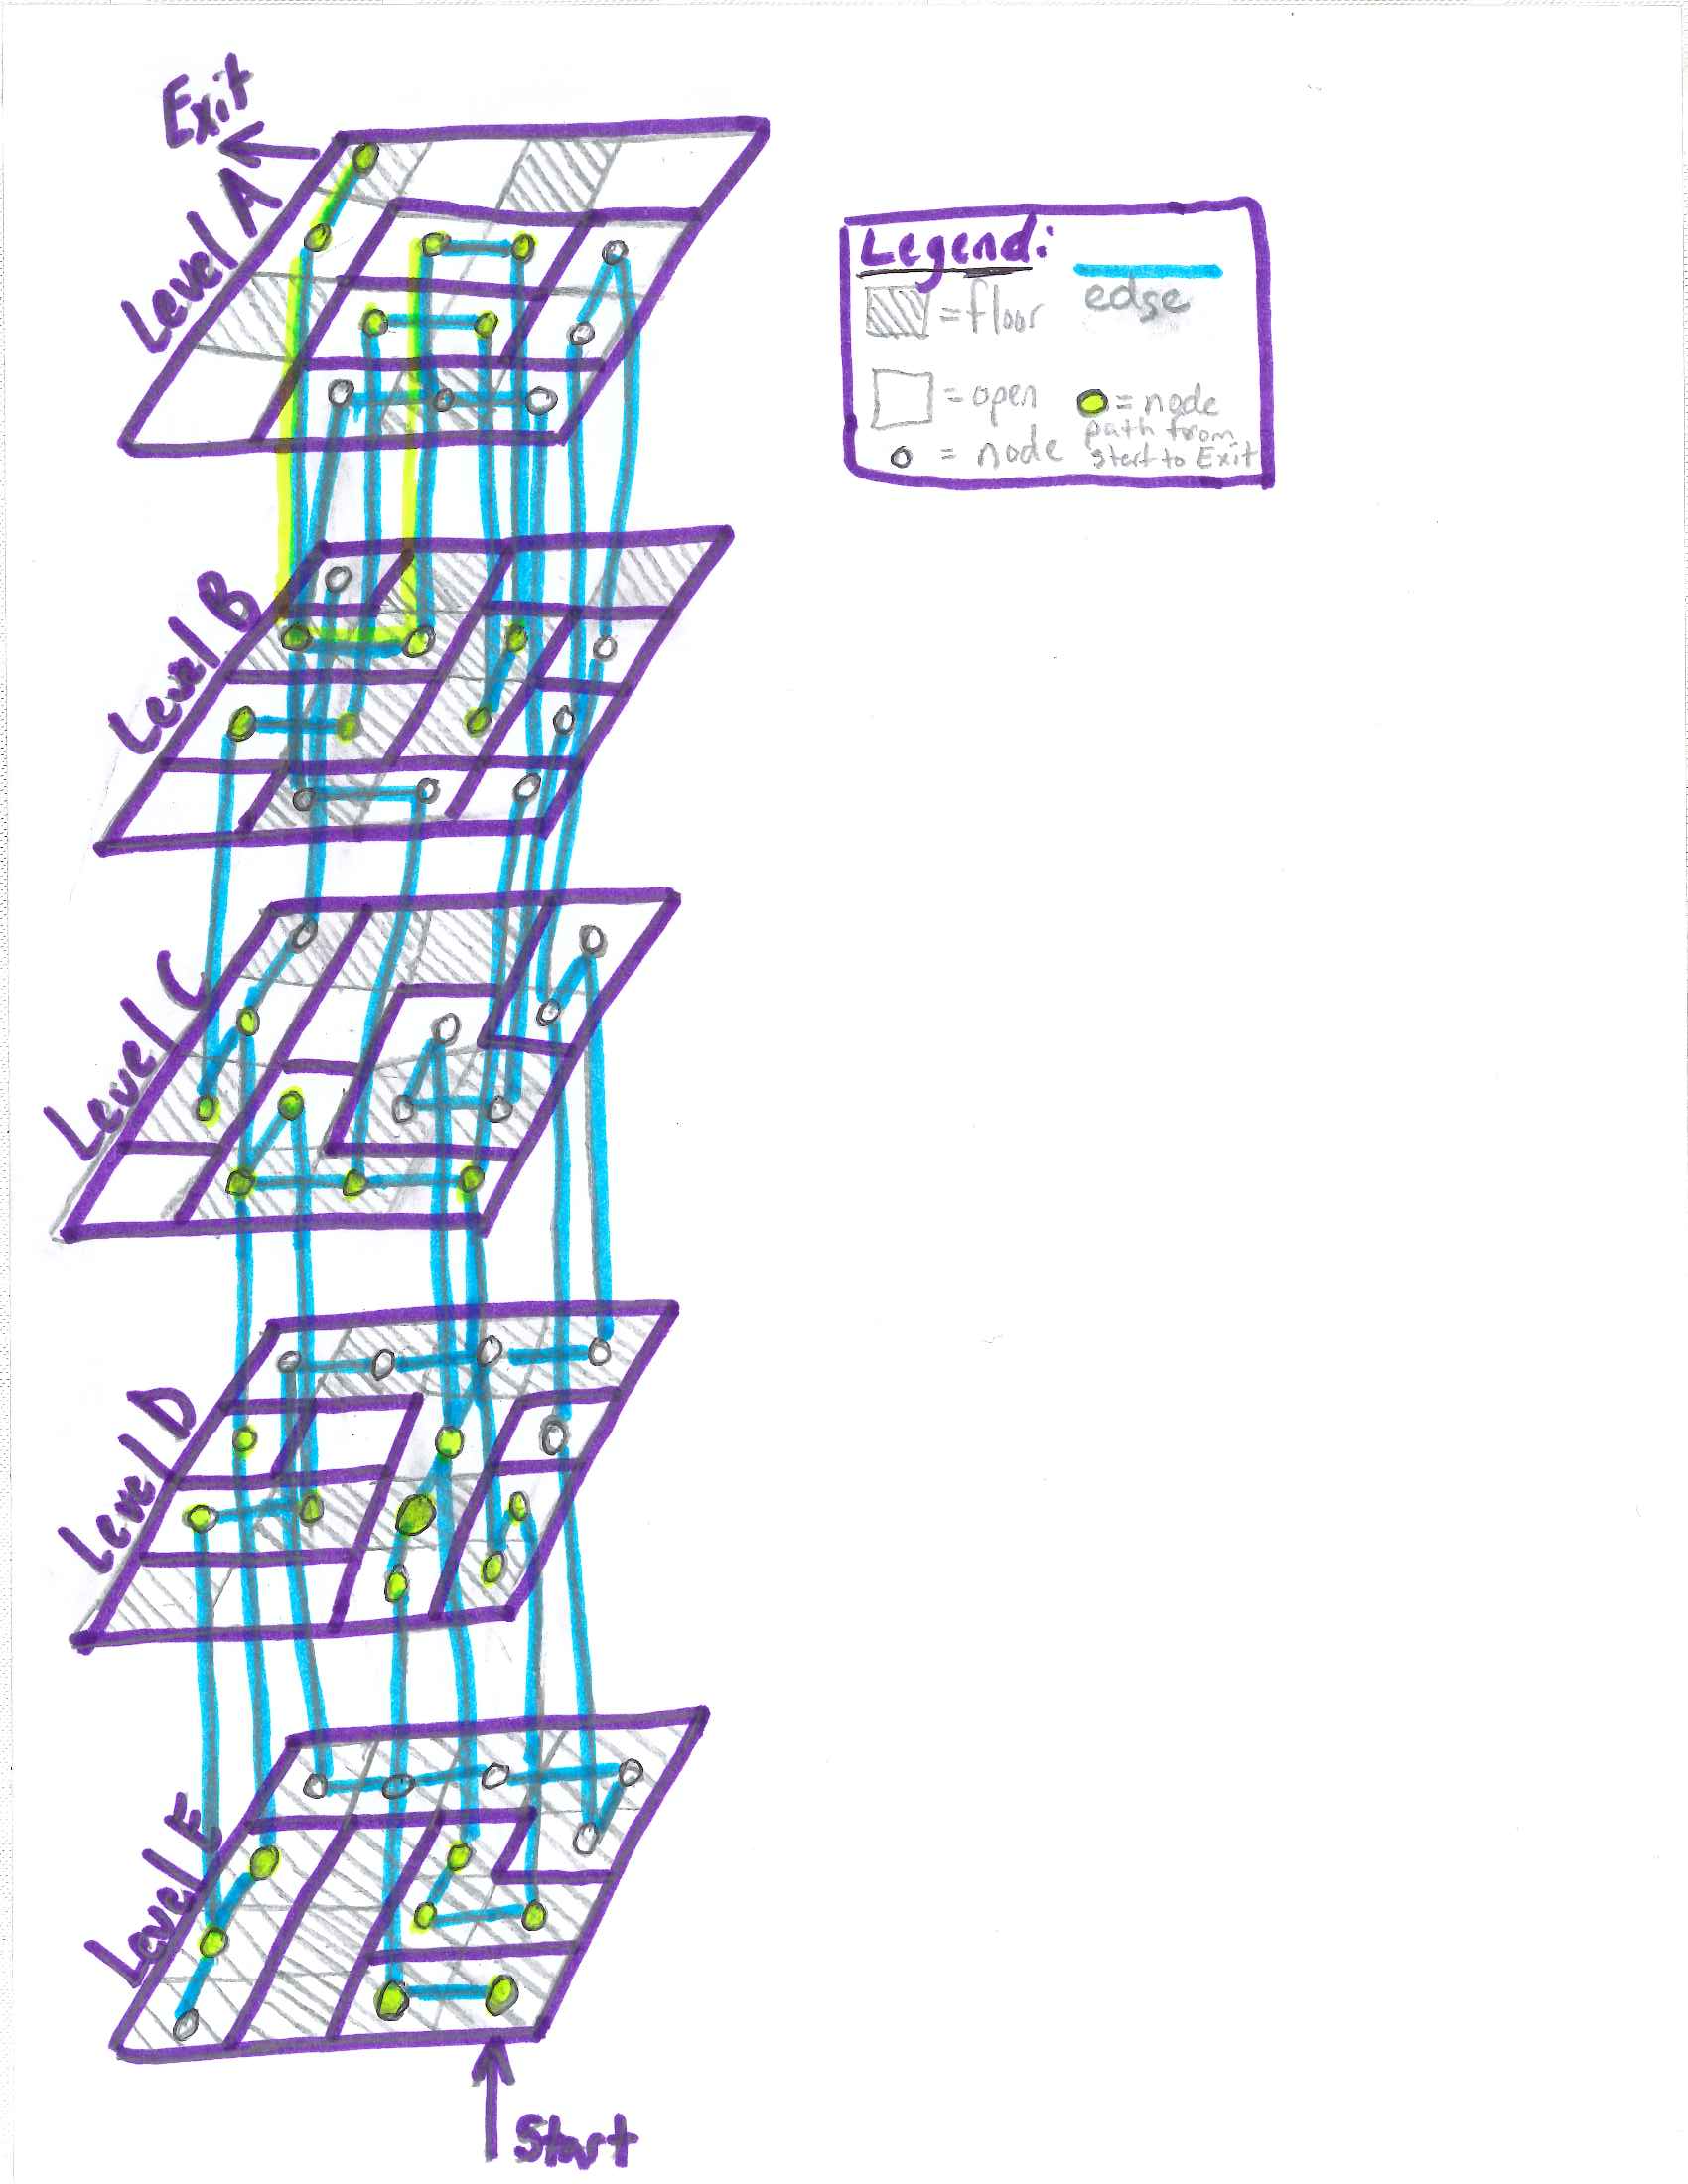 Exit
Level A
Legend:
= floor
edge
= open
= node
= node
path from
start to Exit
Level B
Level C
Level D
Level E
Start